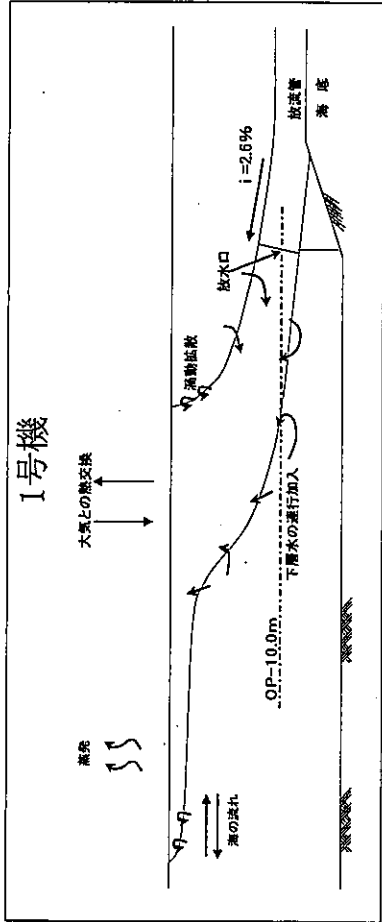 1号機
大気との熱交換
蒸発
渦動拡散
i=2.6%
放水口
放流管
海底
海の流れ
OP-10.0m
下層水の連行加入